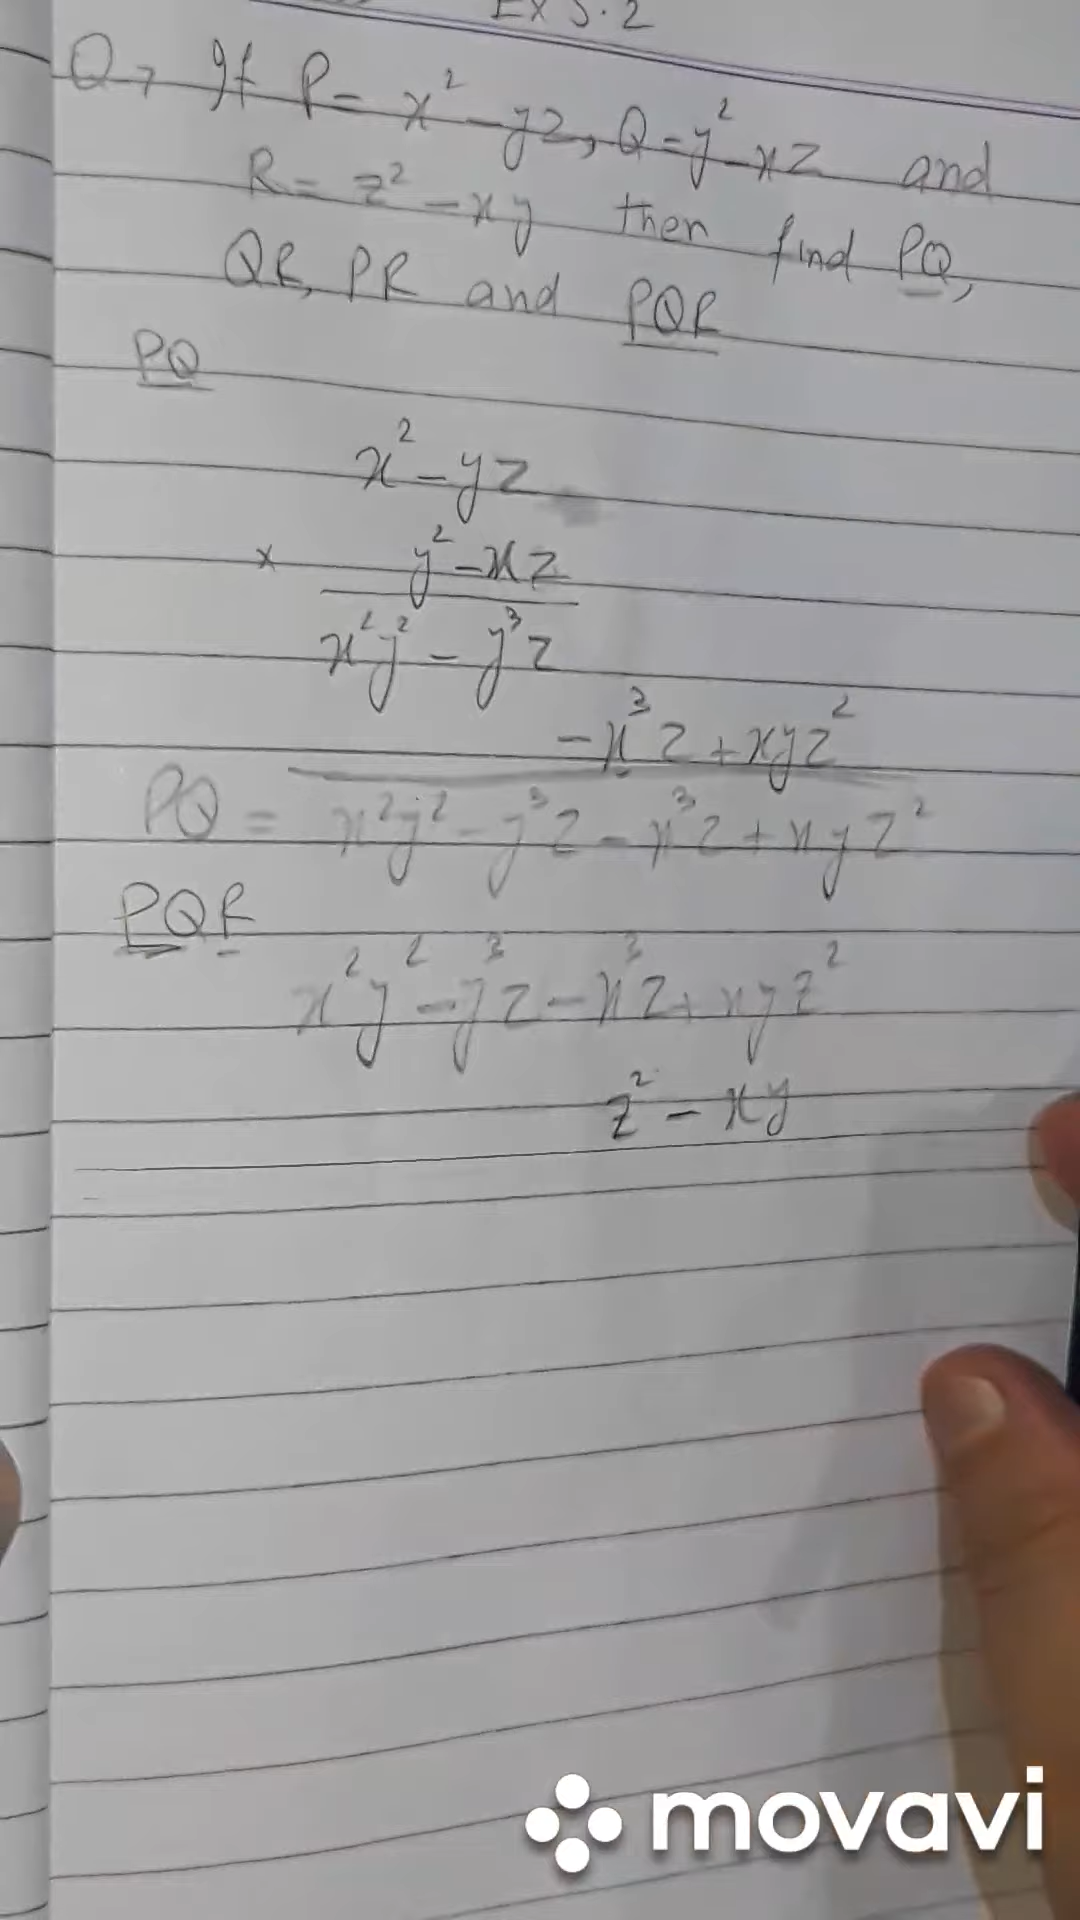 Ex 5.2
Q7 If P = x² - yz, Q = y² - xz and
R = z² - xy then find PQ,
QR, PR and PQR
PQ
x² - yz
× y² - xz
x²y² - y³z
- x³z + xyz²
PQ = x²y² - y³z - x³z + xyz²
PQR
x²y² - y³z - x³z + xyz²
z² - xy
movavi